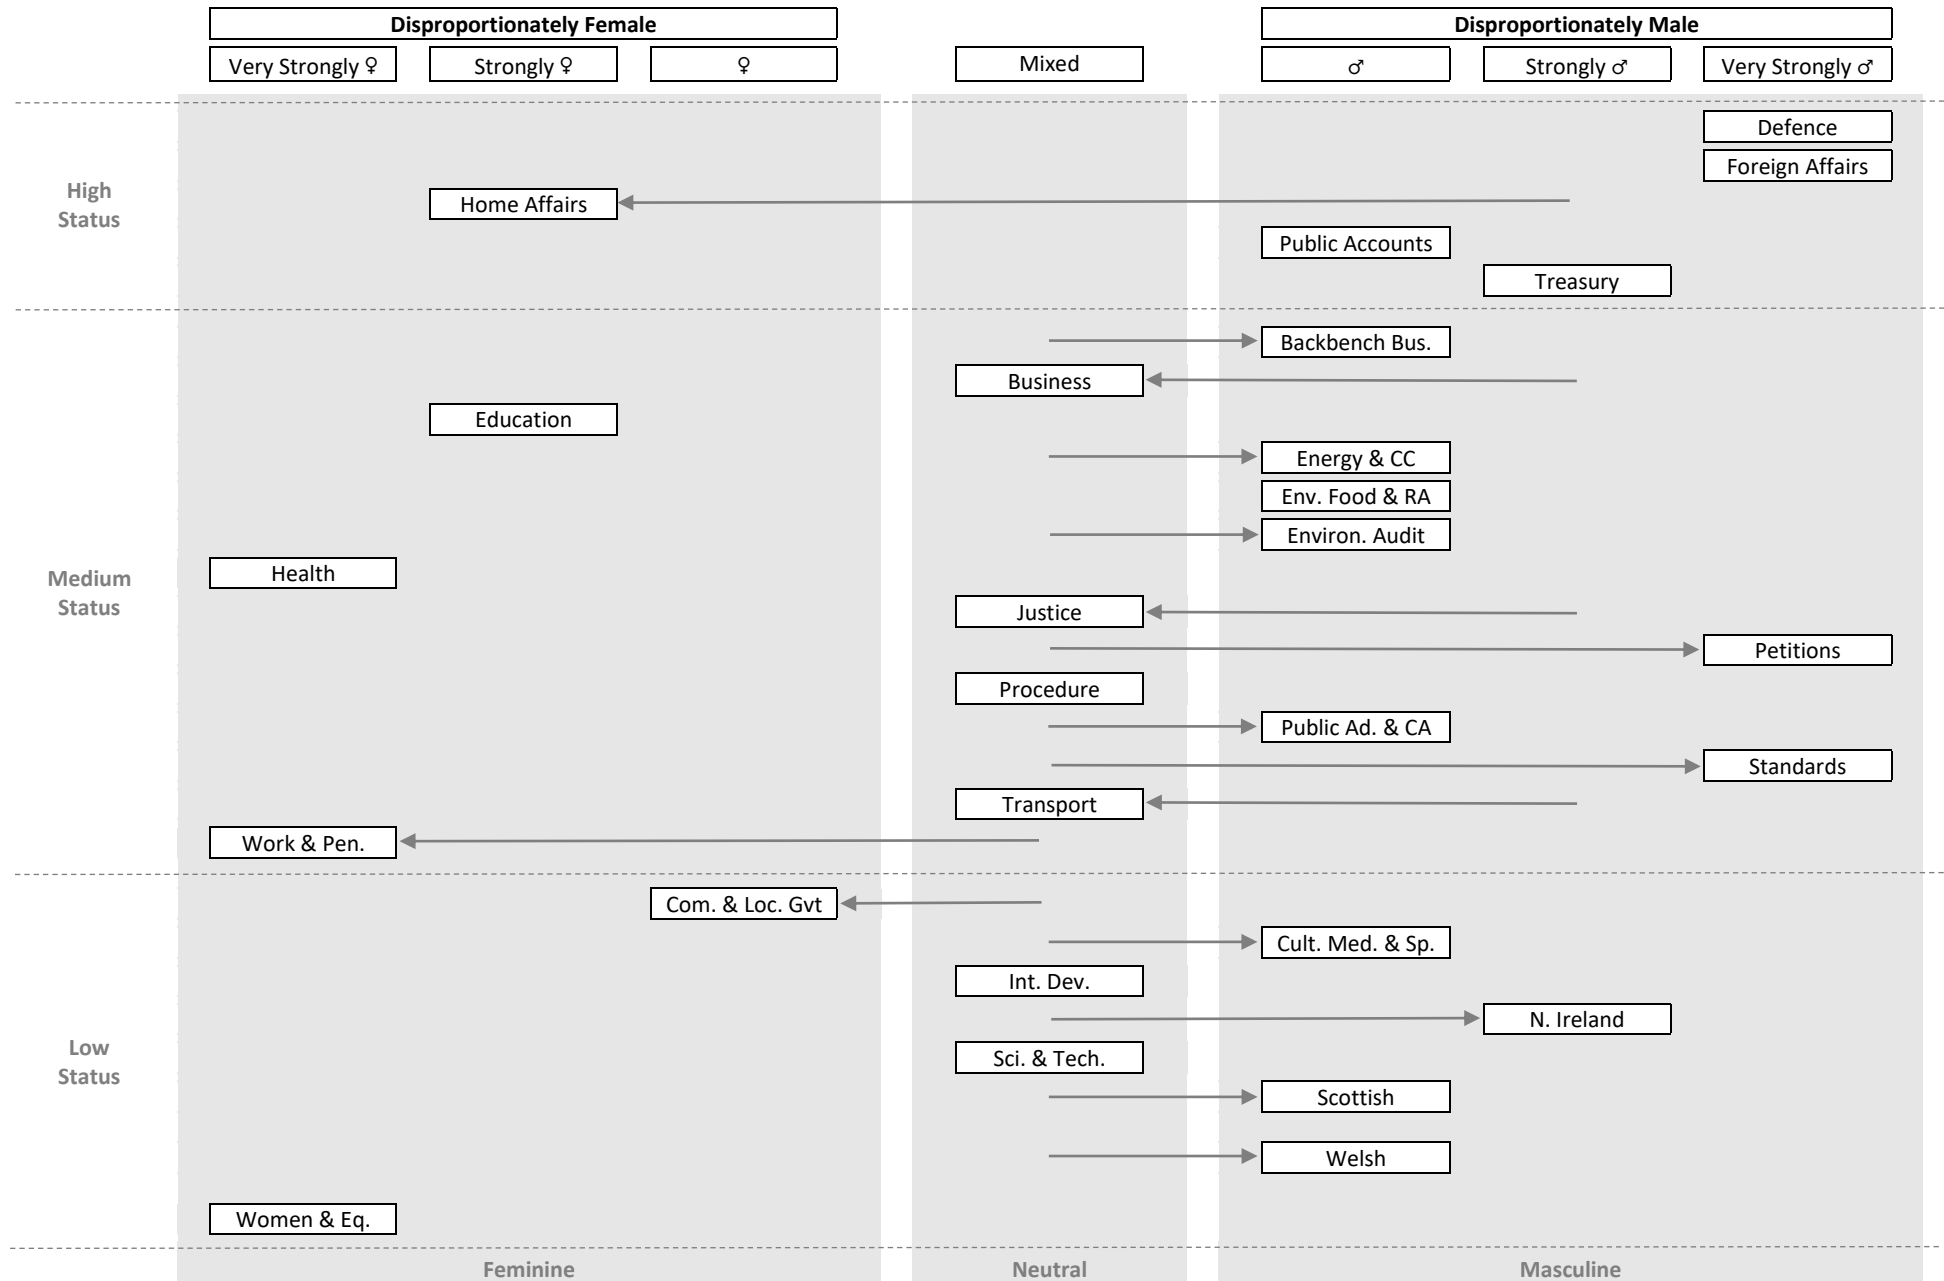 Disproportionately Female
Disproportionately Male
Very Strongly ♀
Strongly ♀
♀
Mixed
♂
Strongly ♂
Very Strongly ♂
High
Status
Defence
Foreign Affairs
Home Affairs
Public Accounts
Treasury
Medium
Status
Backbench Bus.
Business
Education
Energy & CC
Env. Food & RA
Environ. Audit
Health
Justice
Petitions
Procedure
Public Ad. & CA
Standards
Transport
Work & Pen.
Low
Status
Com. & Loc. Gvt
Cult. Med. & Sp.
Int. Dev.
N. Ireland
Sci. & Tech.
Scottish
Welsh
Women & Eq.
Feminine
Neutral
Masculine